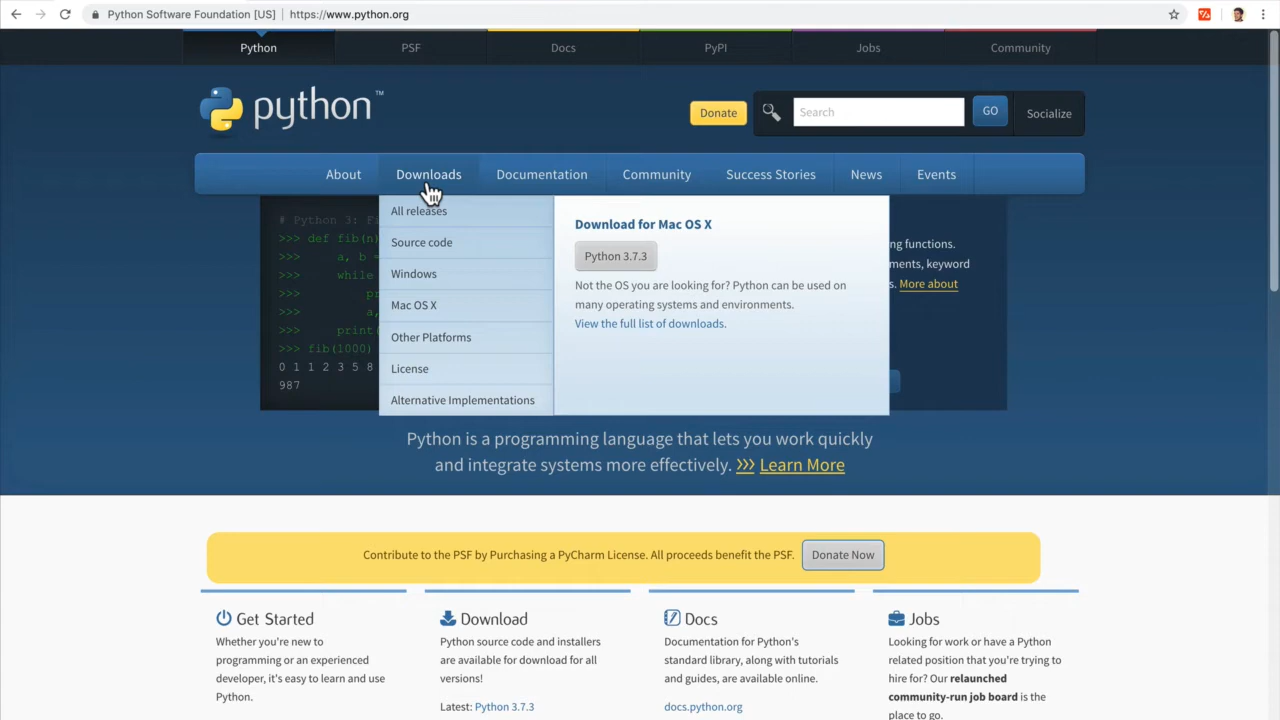 Python Software Foundation [US] | https://www.python.org
Python PSF Docs PyPI Jobs Community
python™
Donate Search GO Socialize
About Downloads Documentation Community Success Stories News Events
# Python 3: Fi
>>> def fib(n)
>>> a, b =
>>> while
>>> pr
>>> a,
>>> print(
>>> fib(1000)
0 1 1 2 3 5 8
987
All releases
Source code
Windows
Mac OS X
Other Platforms
License
Alternative Implementations
Download for Mac OS X
Python 3.7.3
Not the OS you are looking for? Python can be used on
many operating systems and environments.
View the full list of downloads.
ng functions.
ments, keyword
s. More about
Python is a programming language that lets you work quickly
and integrate systems more effectively. >>> Learn More
Contribute to the PSF by Purchasing a PyCharm License. All proceeds benefit the PSF. Donate Now
Get Started
Whether you're new to
programming or an experienced
developer, it's easy to learn and use
Python.
Download
Python source code and installers
are available for download for all
versions!
Latest: Python 3.7.3
Docs
Documentation for Python's
standard library, along with tutorials
and guides, are available online.
docs.python.org
Jobs
Looking for work or have a Python
related position that you're trying to
hire for? Our relaunched
community-run job board is the
place to go.